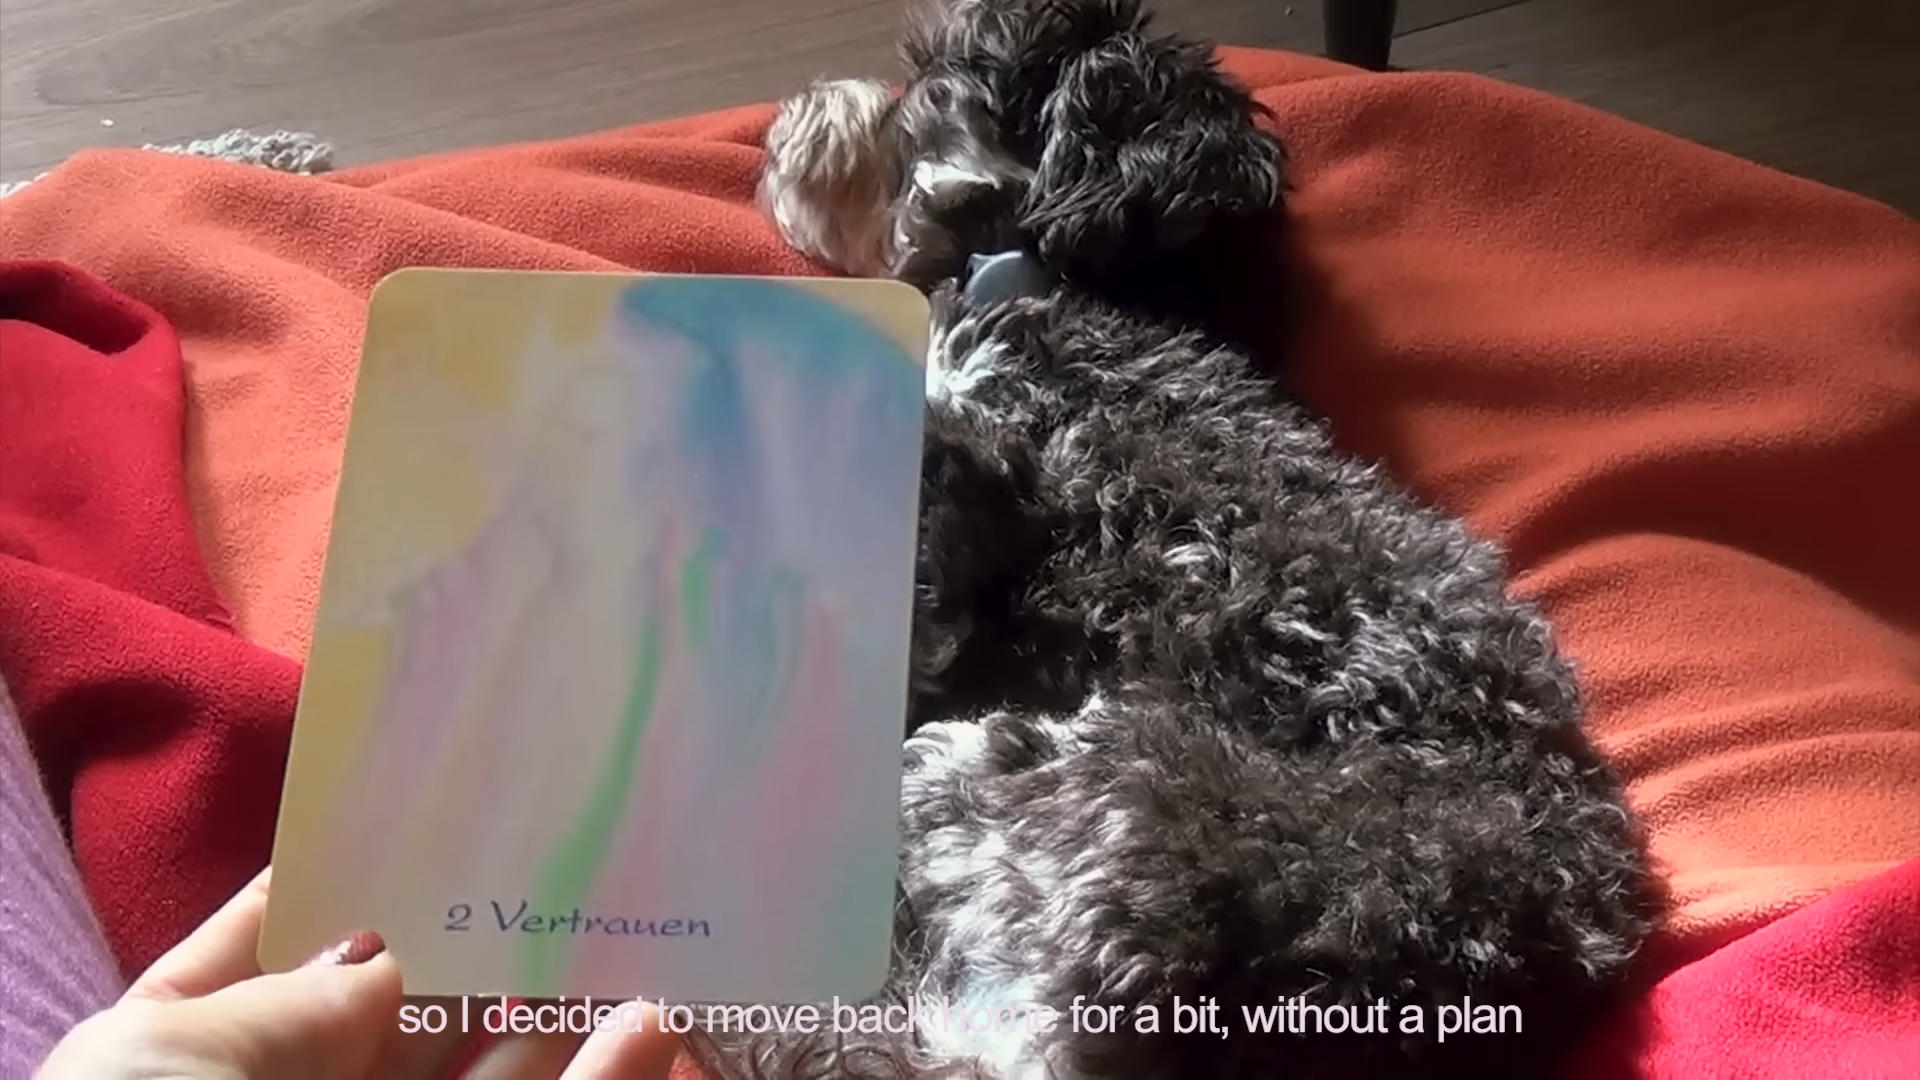 2 Vertrauen
so I decided to move back home for a bit, without a plan